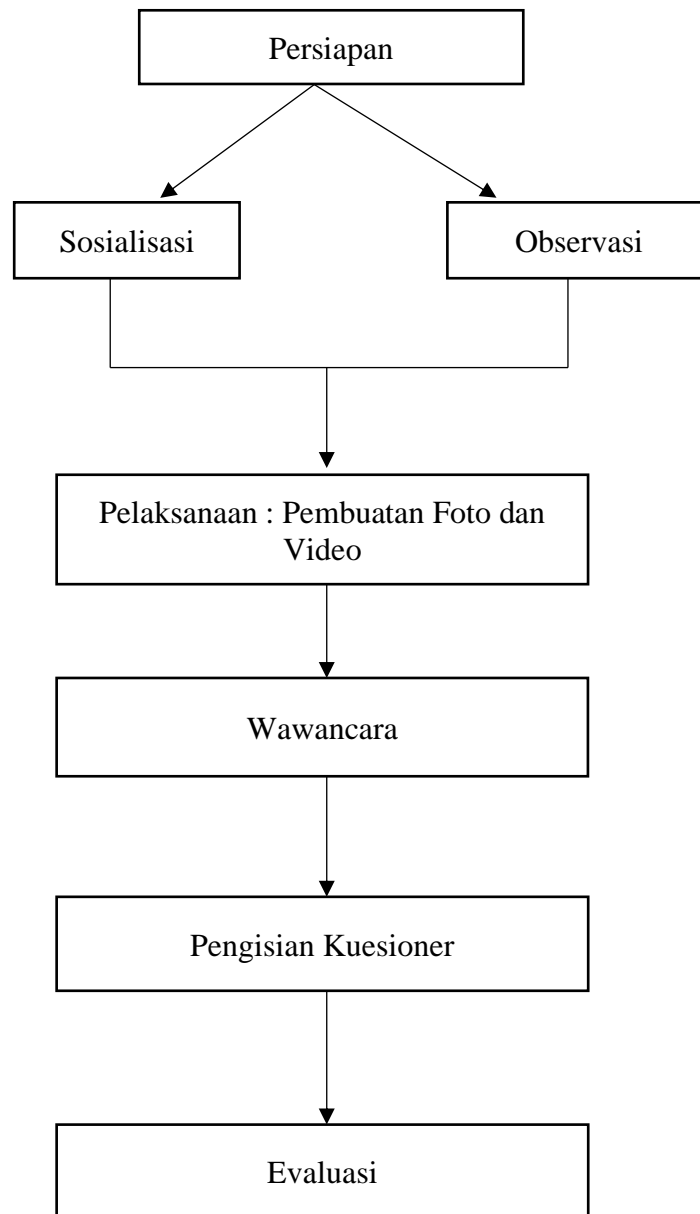 Persiapan
Sosialisasi
Observasi
Pelaksanaan : Pembuatan Foto dan
Video
Wawancara
Pengisian Kuesioner
Evaluasi